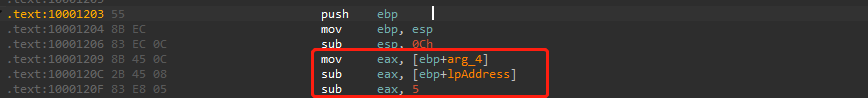 .text:10001203 55 push ebp
.text:10001204 8B EC mov ebp, esp
.text:10001206 83 EC 0C sub esp, 0Ch
.text:10001209 8B 45 0C mov eax, [ebp+arg_4]
.text:1000120C 2B 45 08 sub eax, [ebp+lpAddress]
.text:1000120F 83 E8 05 sub eax, 5